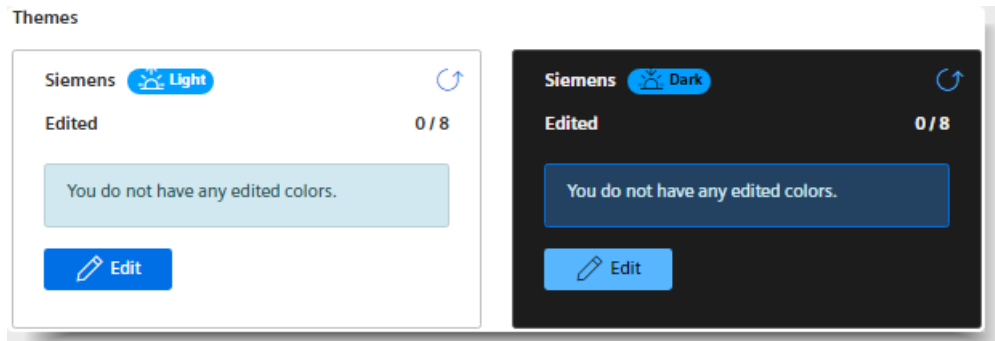 Themes
Siemens Light
Edited 0 / 8
You do not have any edited colors.
Edit
Siemens Dark
Edited 0 / 8
You do not have any edited colors.
Edit